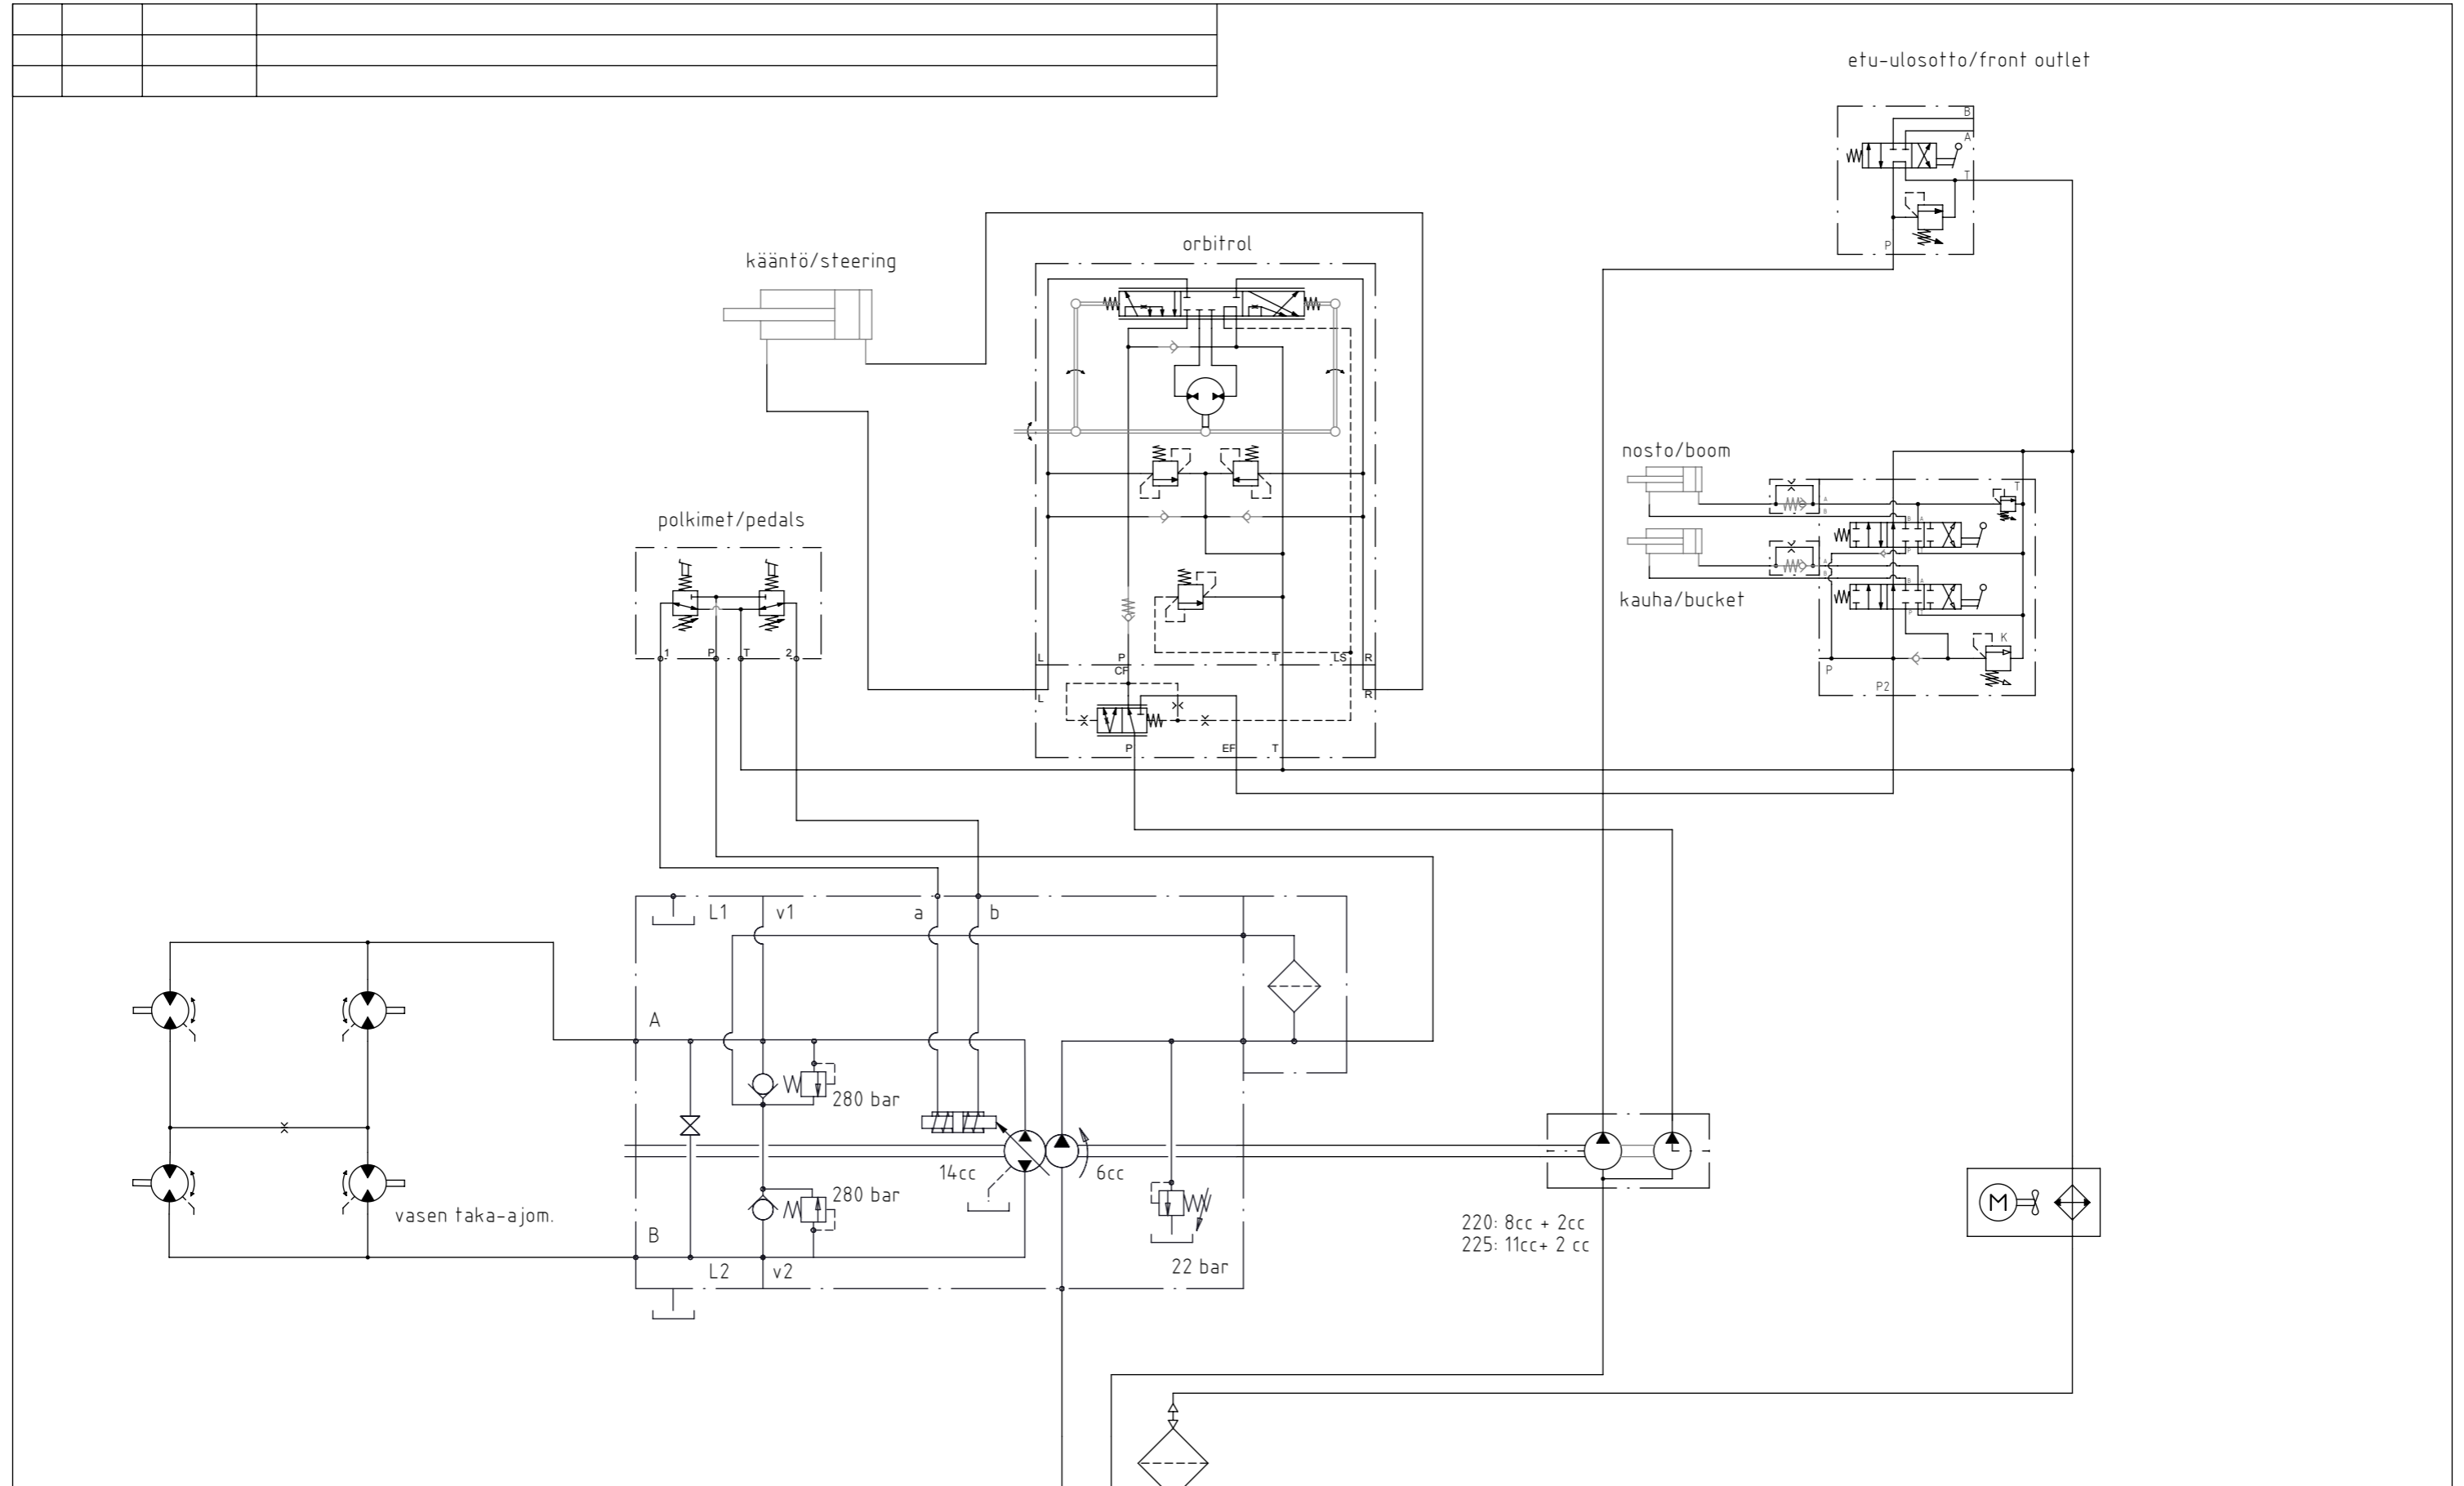 etu-ulosotto/front outlet
B
A
T
P
orbitrol
kääntö/steering
nosto/boom
T
A
B
B
A
polkimet/pedals
P
T
A
B
B
A
kauha/bucket
P
T
K
1
P
T
2
L
P
T
LS
R
CF
P
P2
L
R
P
EF
T
L1
v1
a
b
A
280 bar
14cc
6cc
280 bar
M
vasen taka-ajom.
B
220: 8cc + 2cc
225: 11cc+ 2 cc
L2
v2
22 bar